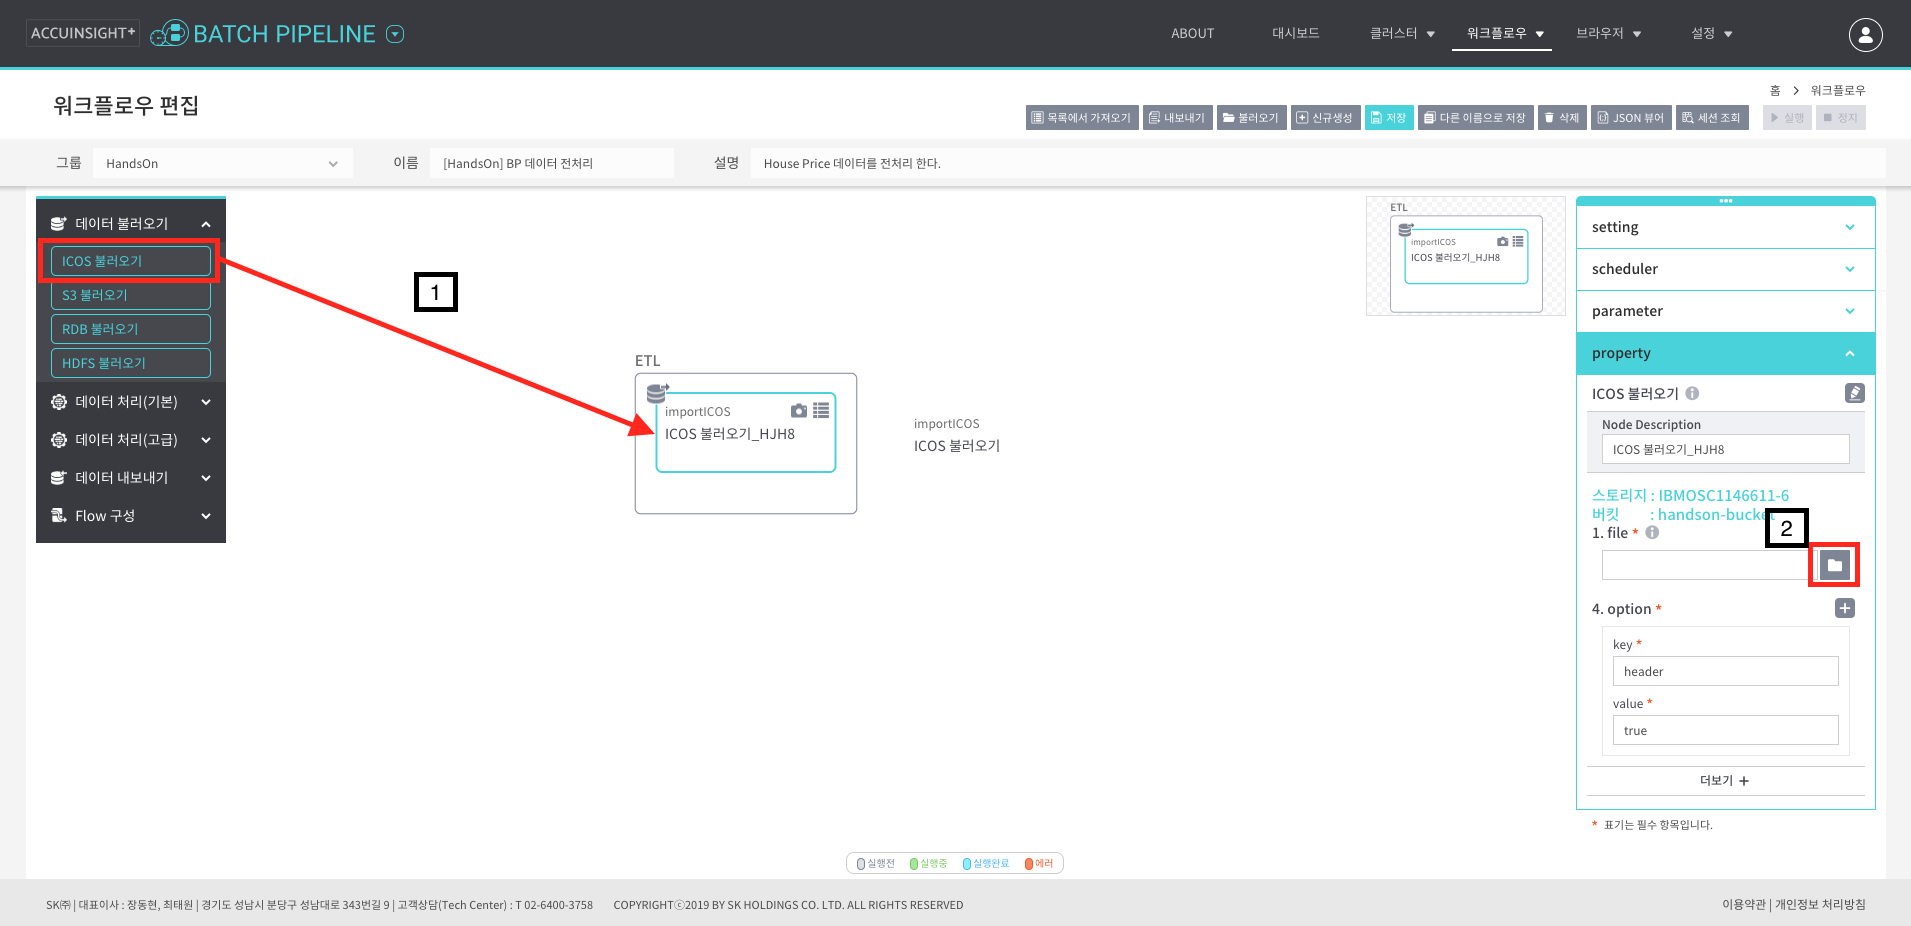 ACCUINSIGHT+ BATCH PIPELINE ABOUT 대시보드 클러스터 워크플로우 브라우저 설정
홈 > 워크플로우
워크플로우 편집
목록에서 가져오기 내보내기 불러오기 신규생성 저장 다른 이름으로 저장 삭제 JSON 뷰어 세션 조회 실행 정지
그룹 HandsOn 이름 [HandsOn] BP 데이터 전처리 설명 House Price 데이터를 전처리 한다.
데이터 불러오기
ICOS 불러오기
S3 불러오기
RDB 불러오기
HDFS 불러오기
데이터 처리(기본)
데이터 처리(고급)
데이터 내보내기
Flow 구성
1
ETL
importICOS
ICOS 불러오기_HJH8
importICOS
ICOS 불러오기
ETL
importICOS
ICOS 불러오기_HJH8
setting
scheduler
parameter
property
ICOS 불러오기
Node Description
ICOS 불러오기_HJH8
스토리지 : IBMOSC1146611-6
버킷 : handson-bucket
2
1. file *
4. option *
key *
header
value *
true
더보기 +
* 표기는 필수 항목입니다.
실행전 실행중 실행완료 에러
SK㈜ | 대표이사 : 장동현, 최태원 | 경기도 성남시 분당구 성남대로 343번길 9 | 고객상담(Tech Center) : T 02-6400-3758 COPYRIGHTⓒ2019 BY SK HOLDINGS CO. LTD. ALL RIGHTS RESERVED
이용약관 | 개인정보 처리방침